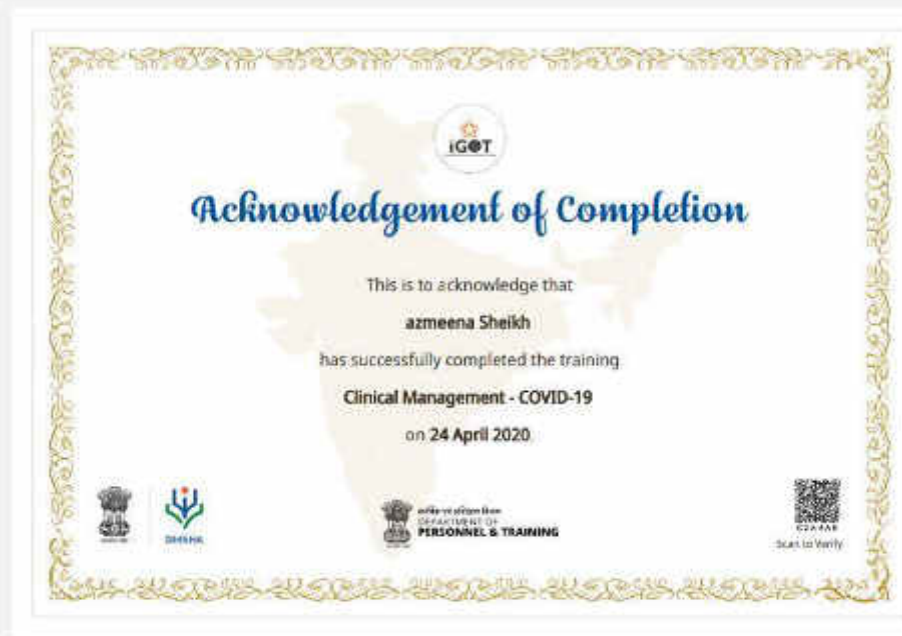 iGOT
Acknowledgement of Completion
This is to acknowledge that
azmeena Sheikh
has successfully completed the training
Clinical Management - COVID-19
on 24 April 2020
DIKSHA
DEPARTMENT OF
PERSONNEL & TRAINING
Scan to Verify